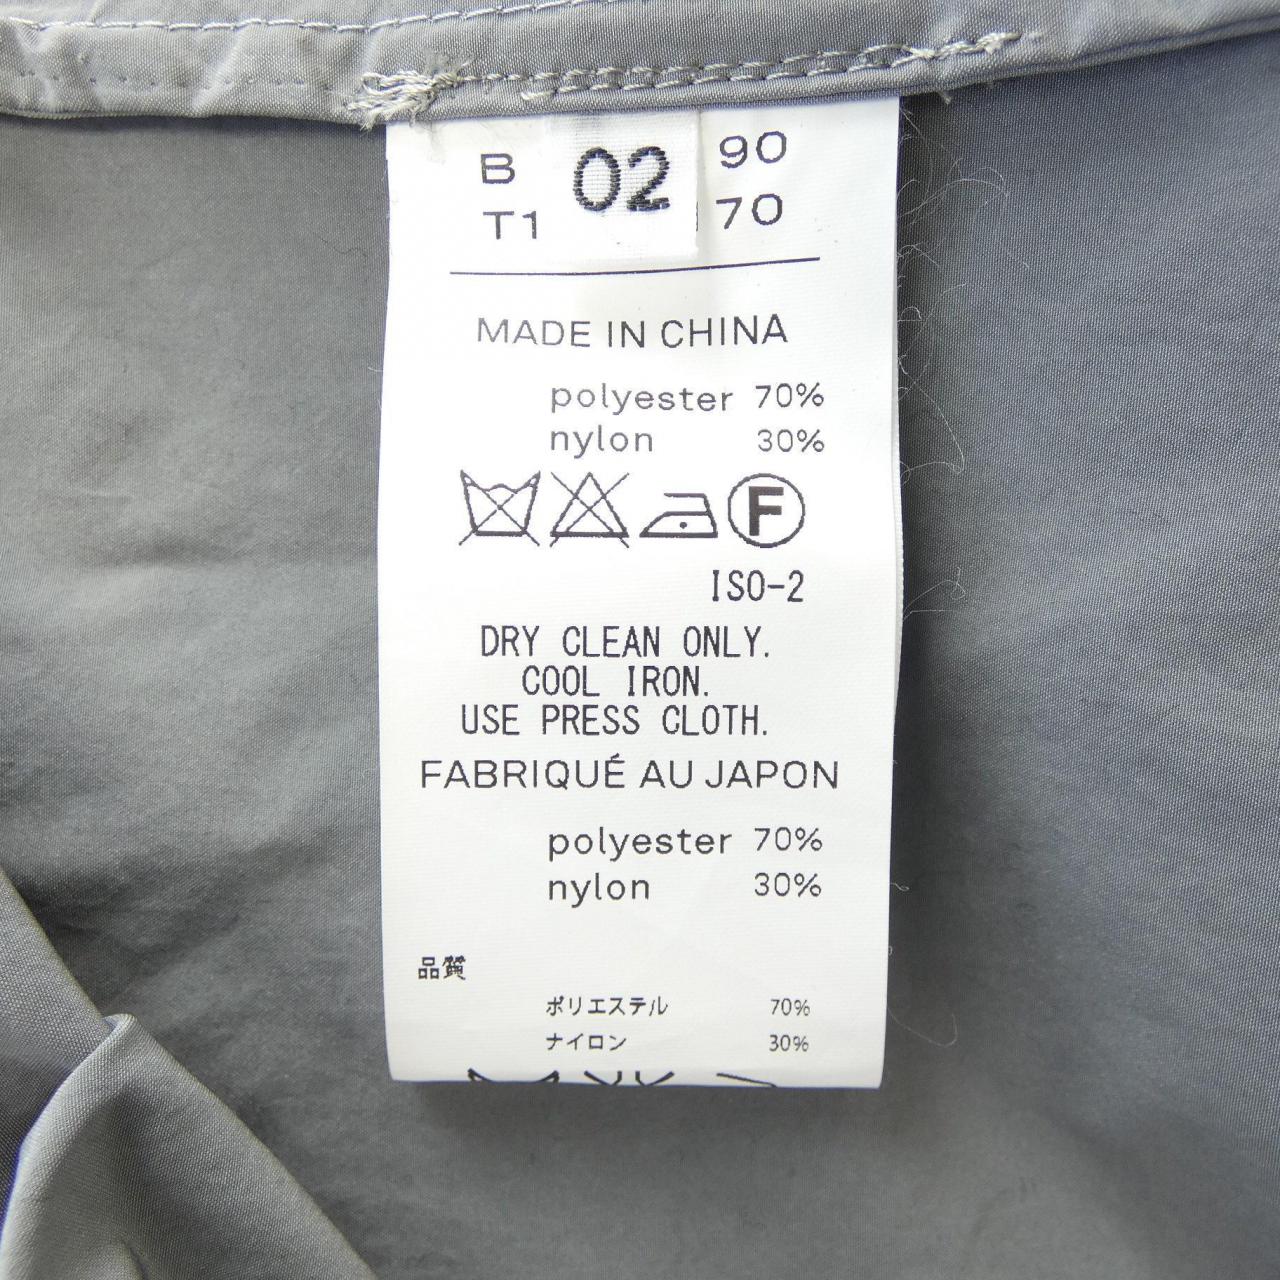 B 02 90
T1 70
MADE IN CHINA
polyester 70%
nylon 30%
F
ISO-2
DRY CLEAN ONLY.
COOL IRON.
USE PRESS CLOTH.
FABRIQUÉ AU JAPON
polyester 70%
nylon 30%
品質
ポリエステル 70%
ナイロン 30%